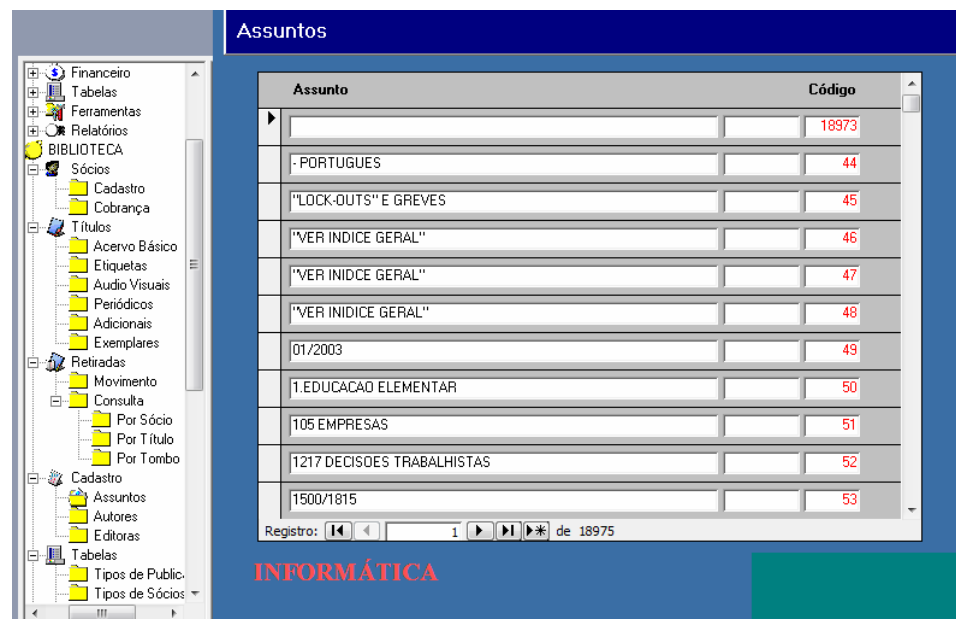 Assuntos
Financeiro
Tabelas
Ferramentas
Relatórios
BIBLIOTECA
Sócios
Cadastro
Cobrança
Títulos
Acervo Básico
Etiquetas
Audio Visuais
Periódicos
Adicionais
Exemplares
Retiradas
Movimento
Consulta
Por Sócio
Por Título
Por Tombo
Cadastro
Assuntos
Autores
Editoras
Tabelas
Tipos de Public
Tipos de Sócios
Assunto Código
18973
- PORTUGUES 44
"LOCK-OUTS" E GREVES 45
"VER INDICE GERAL" 46
"VER INIDCE GERAL" 47
"VER INIDICE GERAL" 48
01/2003 49
1.EDUCACAO ELEMENTAR 50
105 EMPRESAS 51
1217 DECISOES TRABALHISTAS 52
1500/1815 53
Registro: 1 de 18975
INFORMÁTICA